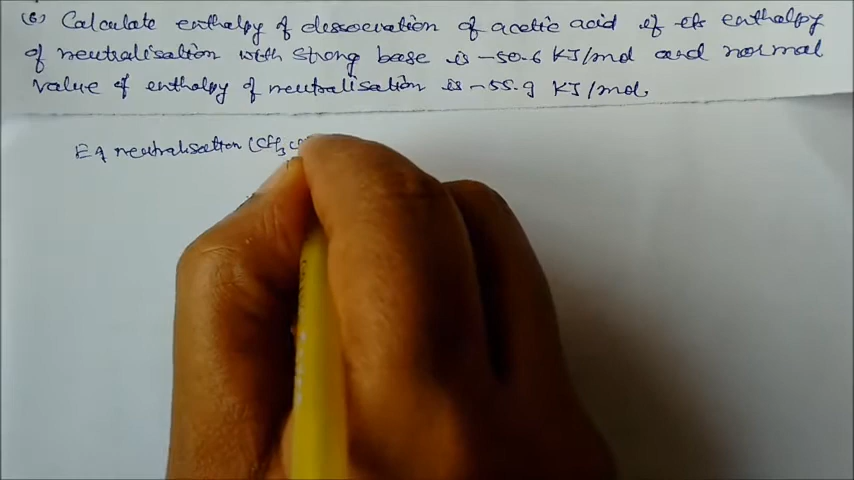 (6) Calculate enthalpy of dessociation of acetic acid if its enthalpy
of neutralisation with strong base is -50.6 KJ/mol and normal
value of enthalpy of neutralisation is -55.9 KJ/mol.
Eq neutralisation (CH3